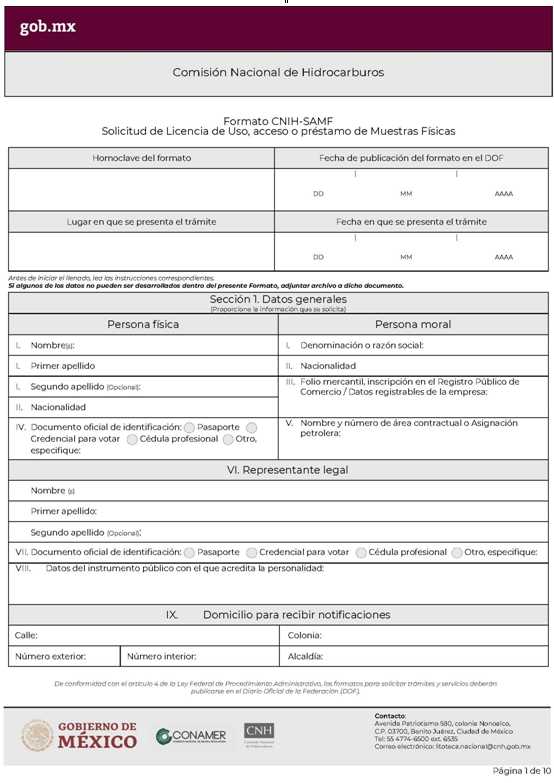 gob.mx
Comisión Nacional de Hidrocarburos
Formato CNIH-SAMF
Solicitud de Licencia de Uso, acceso o préstamo de Muestras Físicas
Homoclave del formato
Fecha de publicación del formato en el DOF
DD MM AAAA
Lugar en que se presenta el trámite
Fecha en que se presenta el trámite
DD MM AAAA
Antes de iniciar el llenado, lea las instrucciones correspondientes.
Si algunos de los datos no pueden ser desarrollados dentro del presente Formato, adjuntar archivo a dicho documento.
Sección 1. Datos generales
(Proporcione la información que se solicita)
Persona física
Persona moral
I. Nombre(s):
I. Denominación o razón social:
I. Primer apellido
II. Nacionalidad
I. Segundo apellido (Opcional):
III. Folio mercantil, inscripción en el Registro Público de
Comercio / Datos registrables de la empresa:
II. Nacionalidad
IV. Documento oficial de identificación: Pasaporte
Credencial para votar Cédula profesional Otro,
especifique:
V. Nombre y número de área contractual o Asignación
petrolera:
VI. Representante legal
Nombre (s)
Primer apellido:
Segundo apellido (Opcional):
VII. Documento oficial de identificación: Pasaporte Credencial para votar Cédula profesional Otro, especifique:
VIII. Datos del instrumento público con el que acredita la personalidad:
IX. Domicilio para recibir notificaciones
Calle:
Colonia:
Número exterior:
Número interior:
Alcaldía:
De conformidad con el artículo 4 de la Ley Federal de Procedimiento Administrativo, los formatos para solicitar trámites y servicios deberán
publicarse en el Diario Oficial de la Federación (DOF).
GOBIERNO DE
MÉXICO
CONAMER
CNH
Comisión Nacional
de Hidrocarburos
Contacto:
Avenida Patriotismo 580, colonia Nonoalco,
C.P. 03700, Benito Juárez, Ciudad de México
Tel: 55 4774-6500 ext. 6535
Correo electrónico: litoteca.nacional@cnh.gob.mx
Página 1 de 10